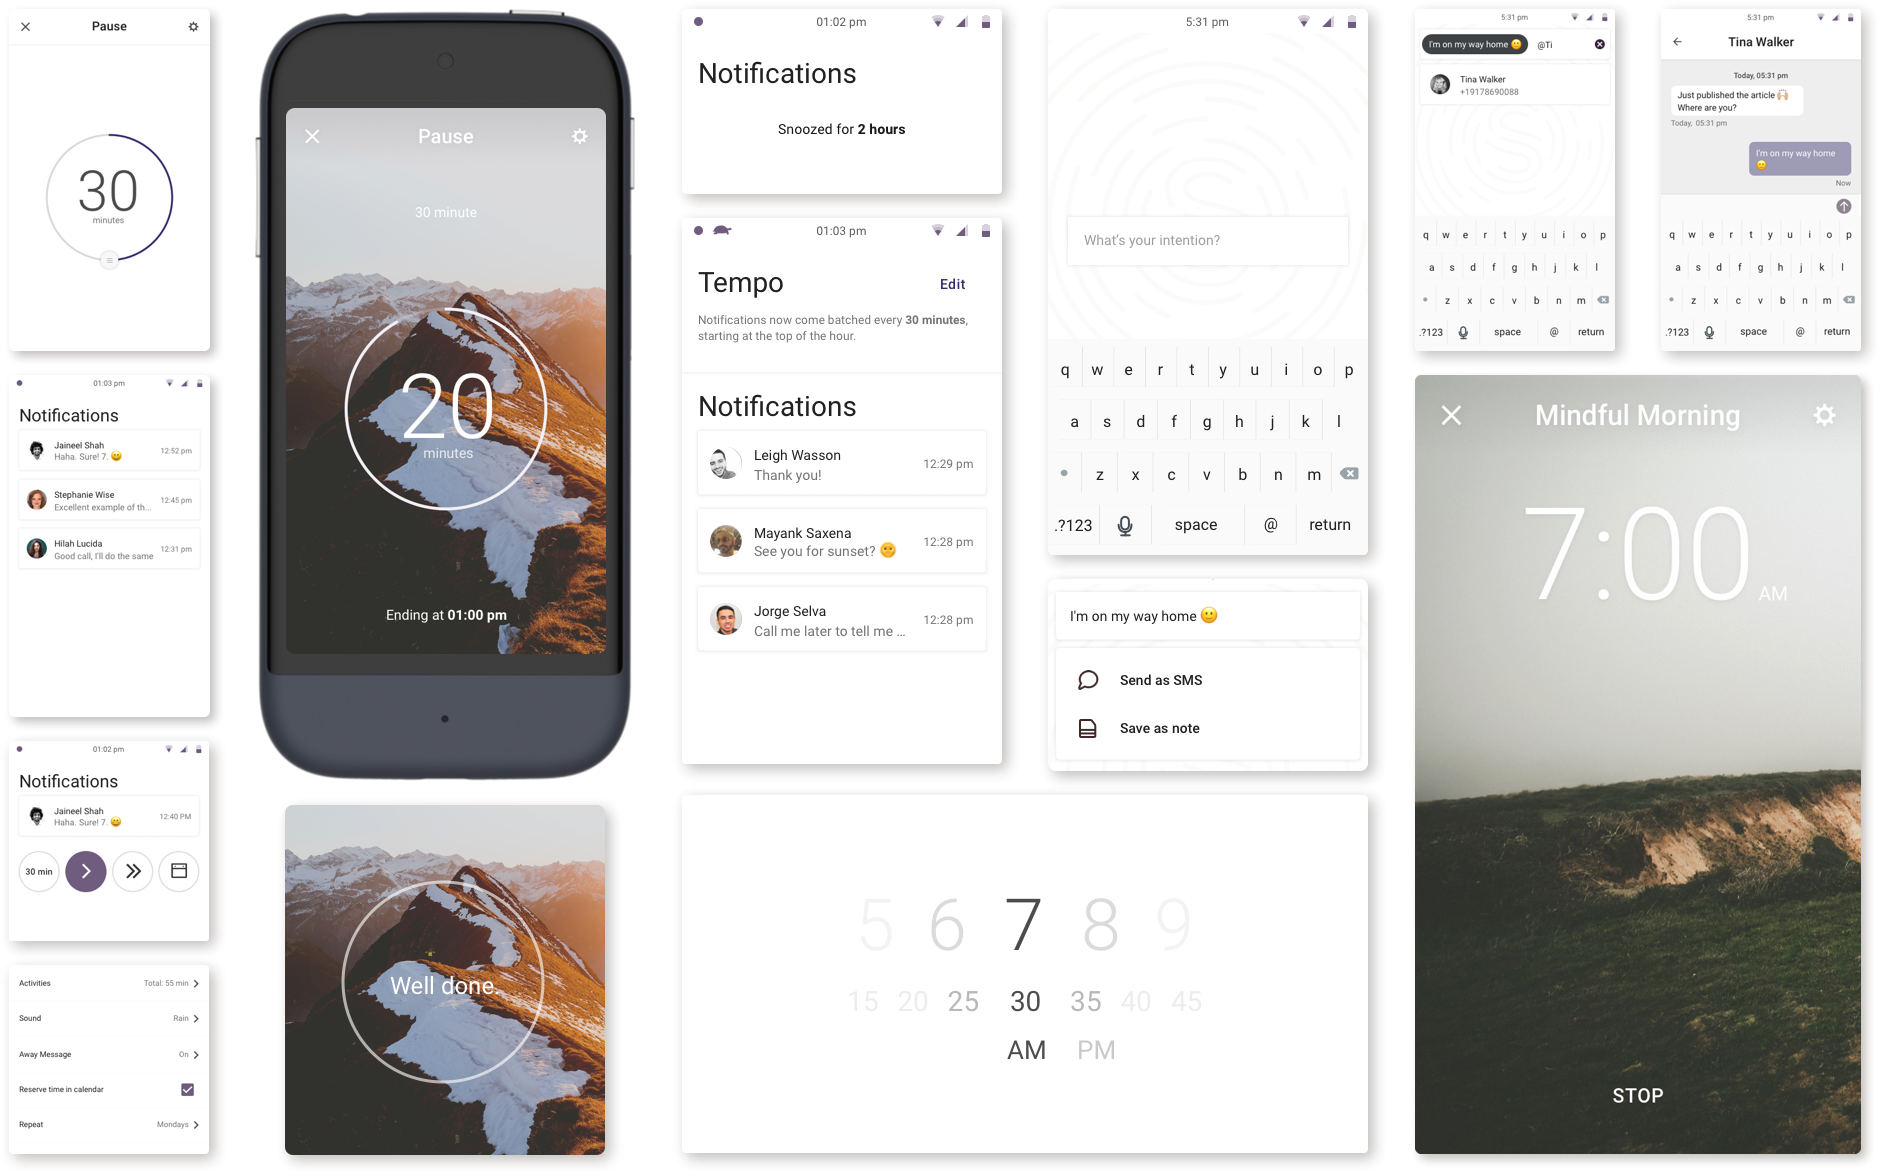 Pause
30
minutes
01:03 pm
Notifications
Jaineel Shah
Haha. Sure! 7. 😄
12:52 pm
Stephanie Wise
Excellent example of th...
12:45 pm
Hilah Lucida
Good call, I'll do the same
12:31 pm
01:02 pm
Notifications
Jaineel Shah
Haha. Sure! 7. 😄
12:40 PM
30 min
Activities
Total: 55 min
Sound
Rain
Away Message
On
Reserve time in calendar
Repeat
Mondays
Pause
30 minute
20
minutes
Ending at 01:00 pm
Well done.
01:02 pm
Notifications
Snoozed for 2 hours
01:03 pm
Tempo
Edit
Notifications now come batched every 30 minutes,
starting at the top of the hour.
Notifications
Leigh Wasson
Thank you!
12:29 pm
Mayank Saxena
See you for sunset? 🙂
12:28 pm
Jorge Selva
Call me later to tell me ...
12:28 pm
5:31 pm
What's your intention?
q w e r t y u i o p
a s d f g h j k l
z x c v b n m
.?123 space @ return
I'm on my way home 🙂
Send as SMS
Save as note
5 6 7 8 9
15 20 25 30 35 40 45
AM PM
5:31 pm
I'm on my way home 🙂 @Ti
Tina Walker
+19178690088
q w e r t y u i o p
a s d f g h j k l
z x c v b n m
.?123 space @ return
5:31 pm
Tina Walker
Today, 05:31 pm
Just published the article 🙌🏼
Where are you?
Today, 05:31 pm
I'm on my way home
🙂
Now
q w e r t y u i o p
a s d f g h j k l
z x c v b n m
.?123 space @ return
Mindful Morning
7:00 AM
STOP